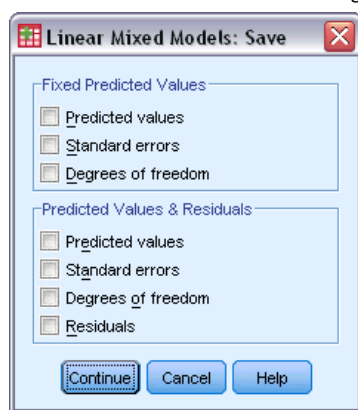 Linear Mixed Models: Save
Fixed Predicted Values
Predicted values
Standard errors
Degrees of freedom
Predicted Values & Residuals
Predicted values
Standard errors
Degrees of freedom
Residuals
Continue Cancel Help